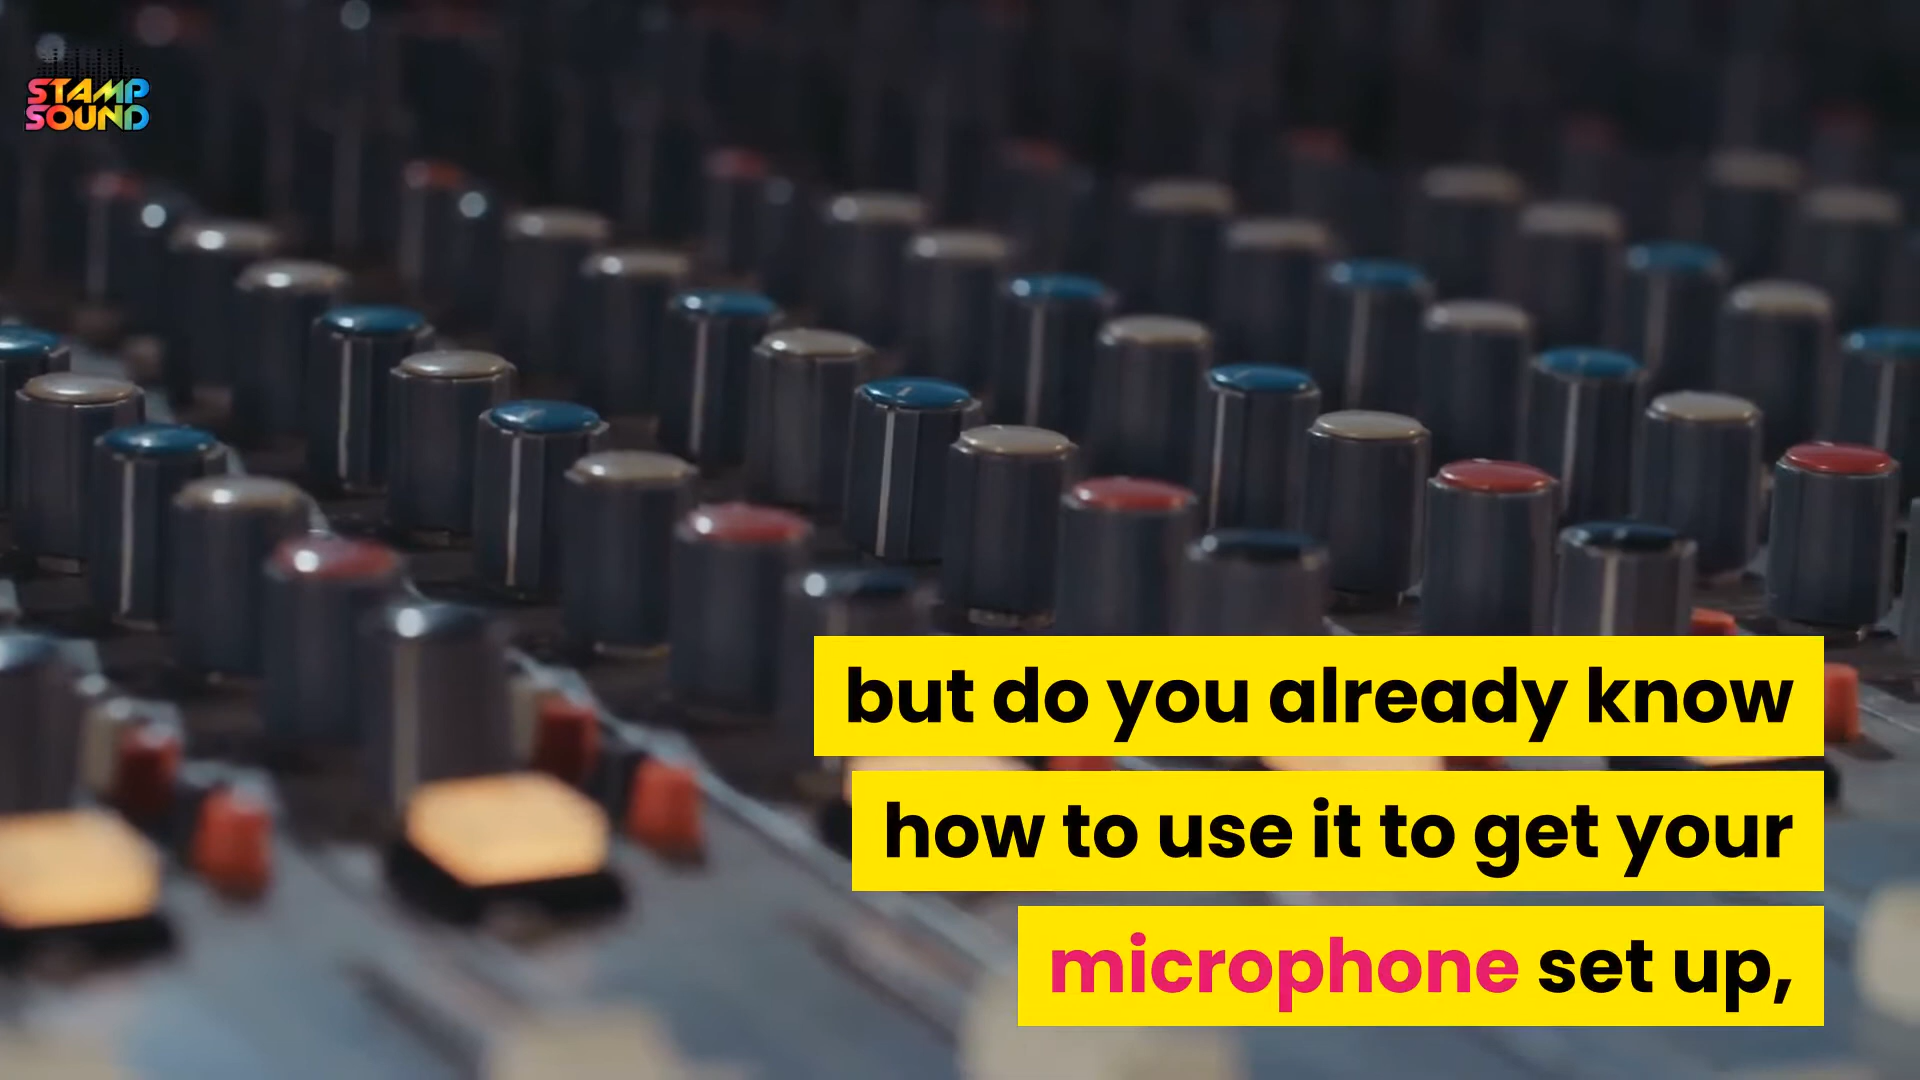 STAMP
SOUND
but do you already know
how to use it to get your
microphone set up,